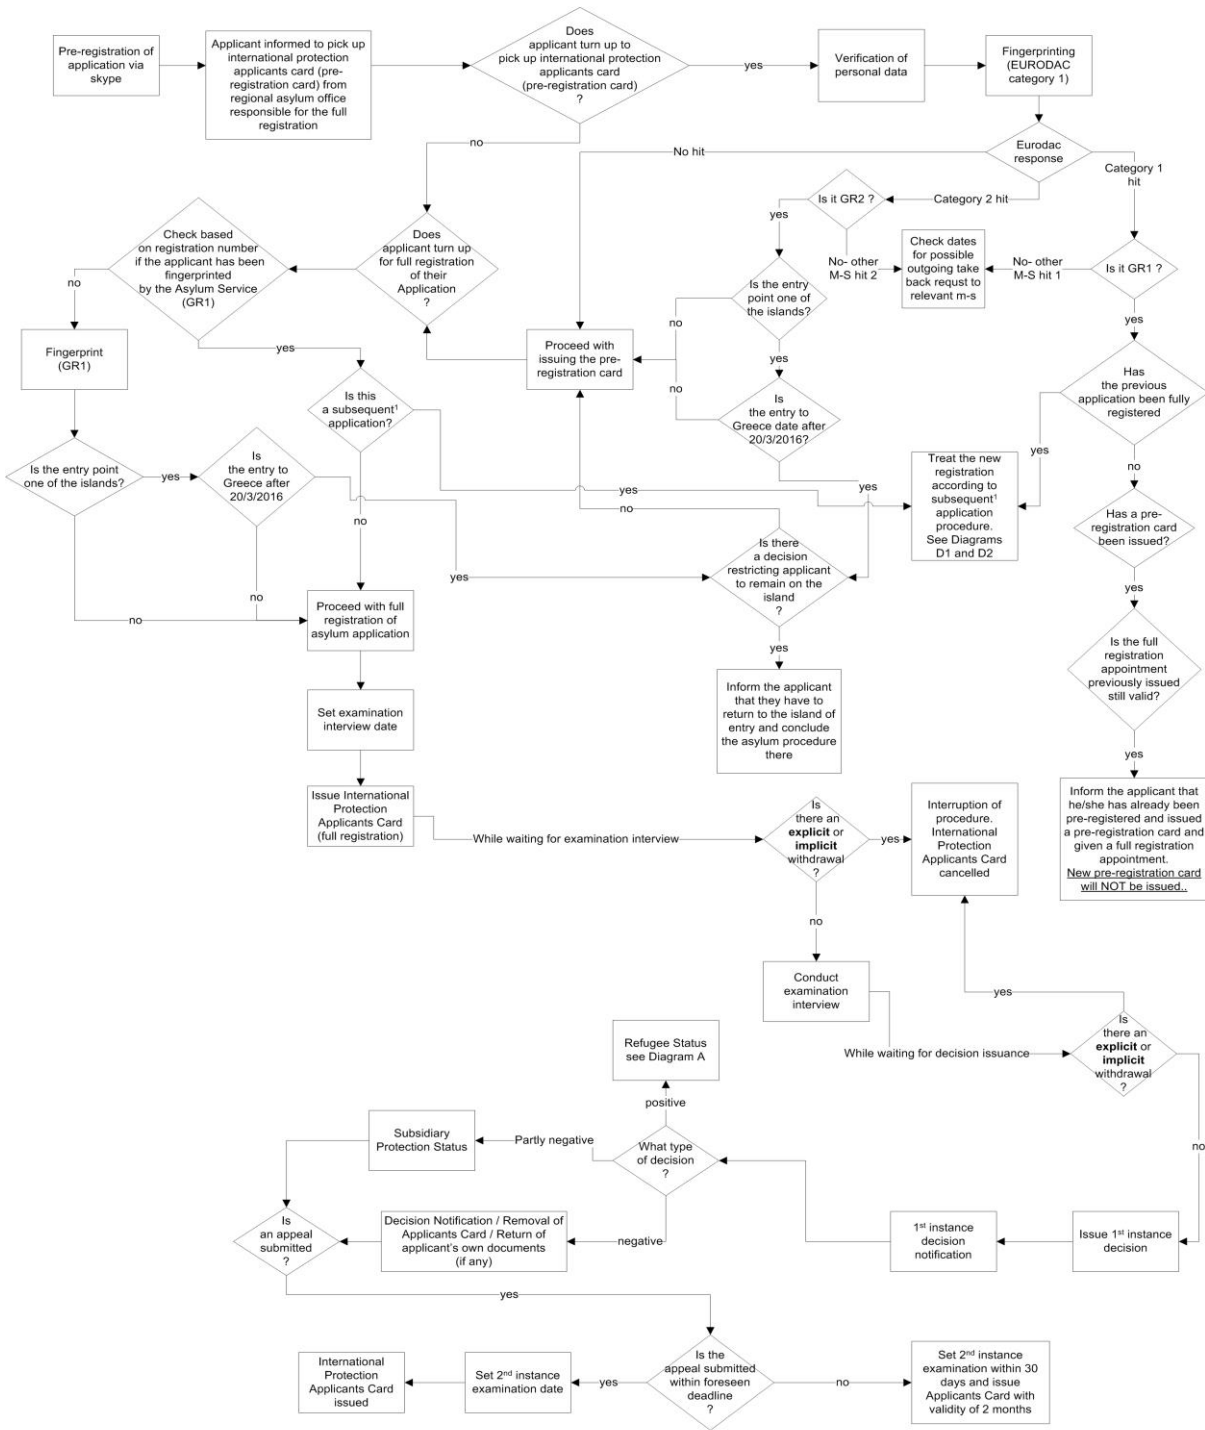 Pre-registration of
application via
skype
Applicant informed to pick up
international protection
applicants card (pre-
registration card) from
regional asylum office
responsible for the full
registration
Does
applicant turn up to
pick up international protection
applicants card
(pre-registration card)
?
yes
Verification of
personal data
Fingerprinting
(EURODAC
category 1)
no
No hit
Eurodac
response
Category 1
hit
Is it GR2 ?
Category 2 hit
yes
Check based
on registration number
if the applicant has been
fingerprinted
by the Asylum Service
(GR1)
Does
applicant turn up
for full registration
of their
Application
?
No- other
M-S hit 2
Check dates
for possible
outgoing take
back requst to
relevant m-s
No- other
M-S hit 1
Is it GR1 ?
no
Is the entry
point one of
the islands?
no
yes
Fingerprint
(GR1)
yes
Proceed with
issuing the pre-
registration card
yes
no
Has
the previous
application been fully
registered
Is this
a subsequent¹
application?
Is
the entry to
Greece date after
20/3/2016?
Is the entry point
one of the islands?
yes
Is
the entry to
Greece after
20/3/2016
Treat the new
registration
according to
subsequent¹
application
procedure.
See Diagrams
D1 and D2
yes
no
yes
yes
no
no
Has a pre-
registration card
been issued?
Is there
a decision
restricting applicant
to remon on the
island
?
yes
yes
no
no
Proceed with full
registration of
asylum application
yes
Is the full
registration
appointment
previously issued
still valid?
Inform the applicant
that they have to
return to the island of
entry and conclude
the asylum procedure
there
Set examination
interview date
yes
Issue International
Protection
Applicants Card
(full registration)
While waiting for examination interview
Is
there an
explicit or
implicit
withdrawal
?
yes
Interruption of
procedure.
International
Protection
Applicants Card
cancelled
Inform the applicant that
he/she has already been
pre-registered and issued
a pre-registration card and
given a full registration
appointment.
New pre-registration card
will NOT be issued..
no
Conduct
examination
interview
yes
While waiting for decision issuance
Is
there an
explicit or
implicit
withdrawal
?
no
Refugee Status
see Diagram A
positive
Subsidiary
Protection Status
Partly negative
What type
of decision
?
Is
an appeal
submitted
?
Decision Notification / Removal of
Applicants Card / Return of
applicant's own documents
(if any)
negative
1st instance
decision
notification
Issue 1st instance
decision
yes
International
Protection
Applicants Card
issued
Set 2nd instance
examination date
yes
Is the
appeal submitted
within foreseen
deadline
?
no
Set 2nd instance
examination within 30
days and issue
Applicants Card with
validity of 2 months